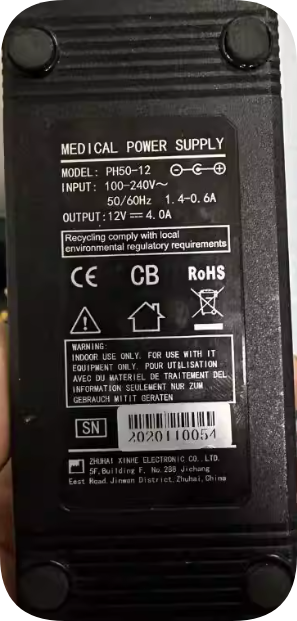 MEDICAL POWER SUPPLY
MODEL: PH50-12
INPUT: 100-240V~
50/60Hz 1.4-0.6A
OUTPUT:12V⎓4.0A
Recycling comply with local
environmental regulatory requirements
CE CB RoHS
WARNING:
INDOOR USE ONLY. FOR USE WITH IT
EQUIPMENT ONLY. POUR UTILISATION
AVEC DU MATERIEL DE TRAITEMENT DEL
INFORMATION SEULEMENT NUR ZUM
GEBRAUCH WITIT GERATEN
SN 2020110054
ZHUHAI XINHE ELECTRONIC CO., LTD.
5F,Building F, No.288 Jichang
East Road Jinwan District,Zhuhai,China